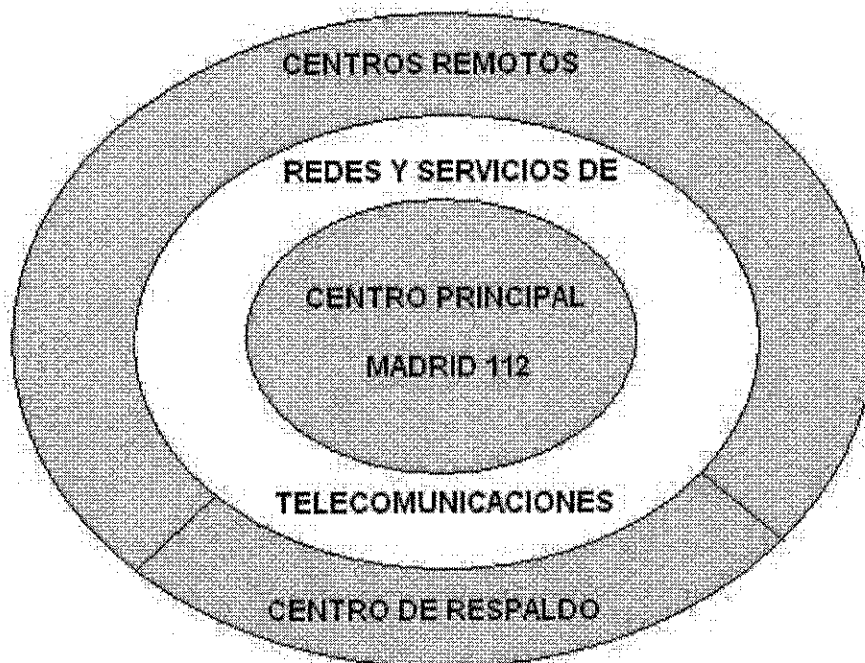 CENTROS REMOTOS
REDES Y SERVICIOS DE
CENTRO PRINCIPAL
MADRID 112
TELECOMUNICACIONES
CENTRO DE RESPALDO